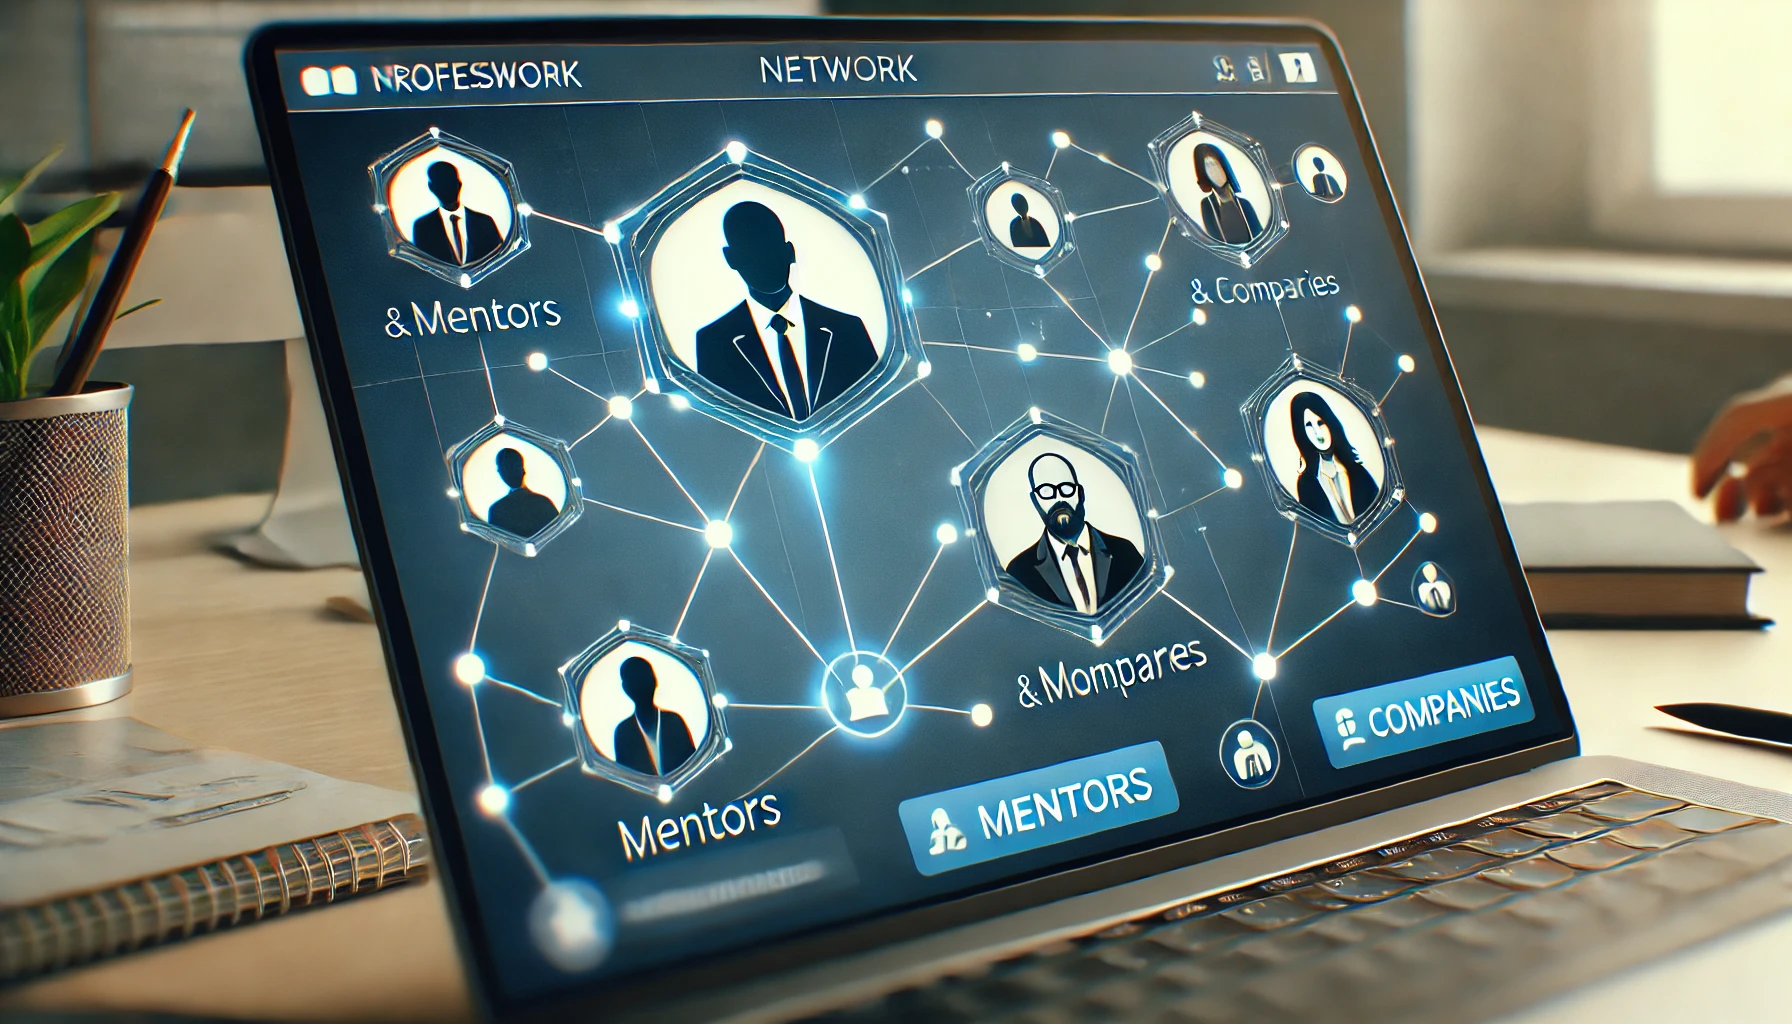 NROFESWORK
NETWORK
& Mentors
& Companies
& Mompares
COMPANIES
MENTORS
Mentors